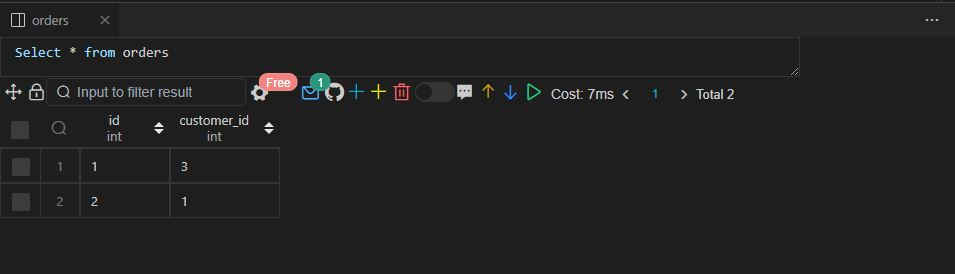 orders
Select * from orders
Input to filter result
Free
1
Cost: 7ms
1
Total 2
id
int
customer_id
int
1 1 3
2 2 1